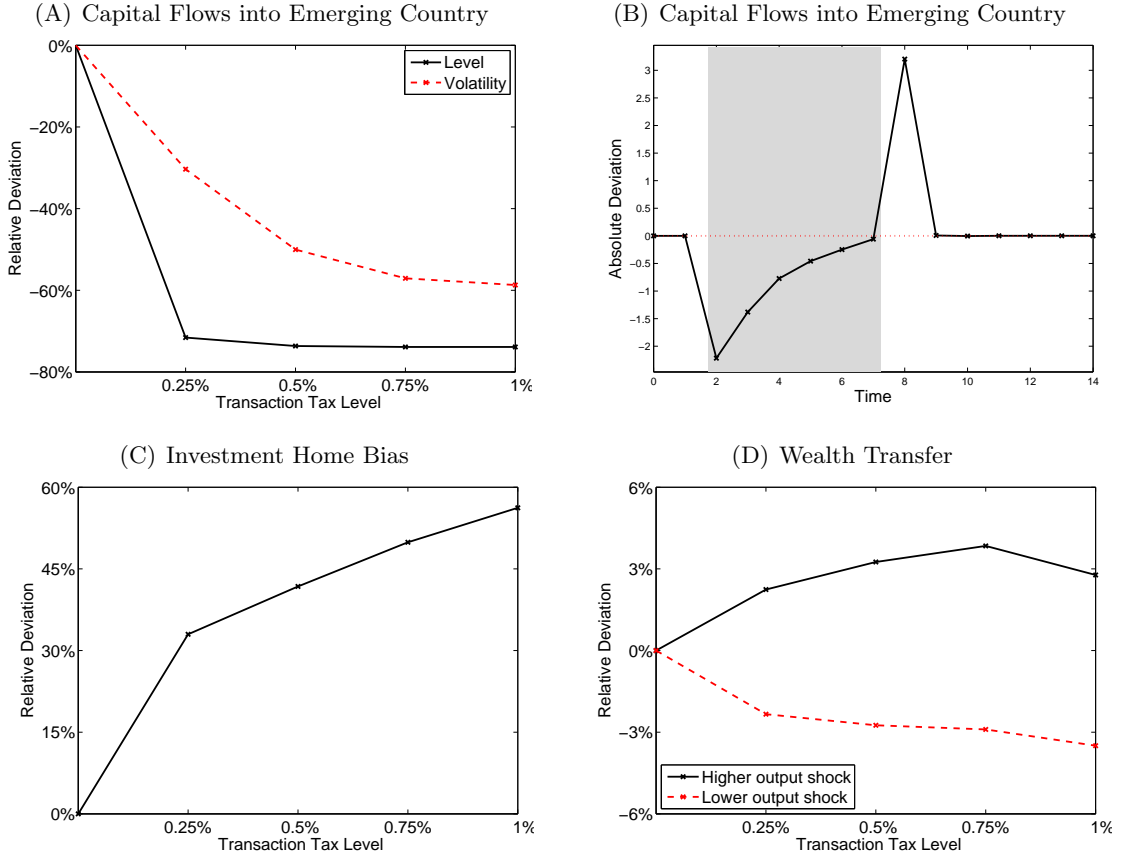 (A) Capital Flows into Emerging Country
0%
−20%
−40%
−60%
−80%
Relative Deviation
Level
Volatility
0.25%
0.5%
0.75%
1%
Transaction Tax Level
(B) Capital Flows into Emerging Country
3
2.5
2
1.5
1
0.5
0
−0.5
−1
−1.5
−2
Absolute Deviation
0
2
4
6
8
10
12
14
Time
(C) Investment Home Bias
60%
45%
30%
15%
0%
Relative Deviation
0.25%
0.5%
0.75%
1%
Transaction Tax Level
(D) Wealth Transfer
6%
3%
0%
−3%
−6%
Relative Deviation
Higher output shock
Lower output shock
0.25%
0.5%
0.75%
1%
Transaction Tax Level